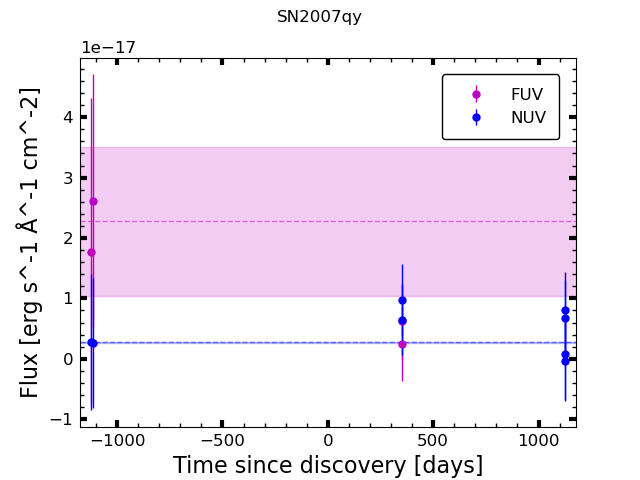 SN2007qy
1e−17
FUV
NUV
4
3
2
1
0
−1
Flux [erg s^-1 Å^-1 cm^-2]
−1000
−500
0
500
1000
Time since discovery [days]